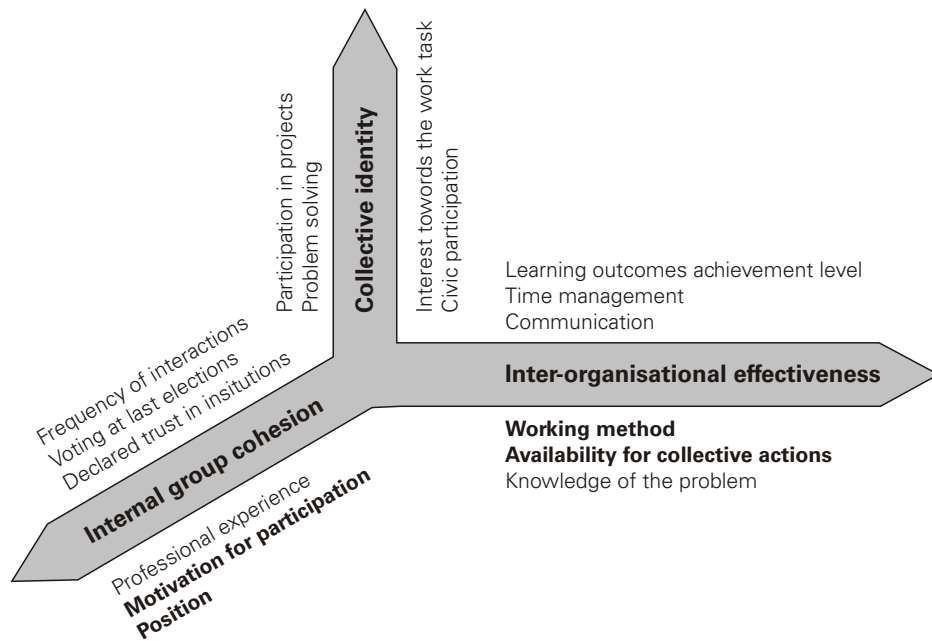 Participation in projects
Problem solving
Collective identity
Interest towards the work task
Civic participation
Learning outcomes achievement level
Time management
Communication
Inter-organisational effectiveness
Working method
Availability for collective actions
Knowledge of the problem
Frequency of interactions
Voting at last elections
Declared trust in insitutions
Internal group cohesion
Professional experience
Motivation for participation
Position